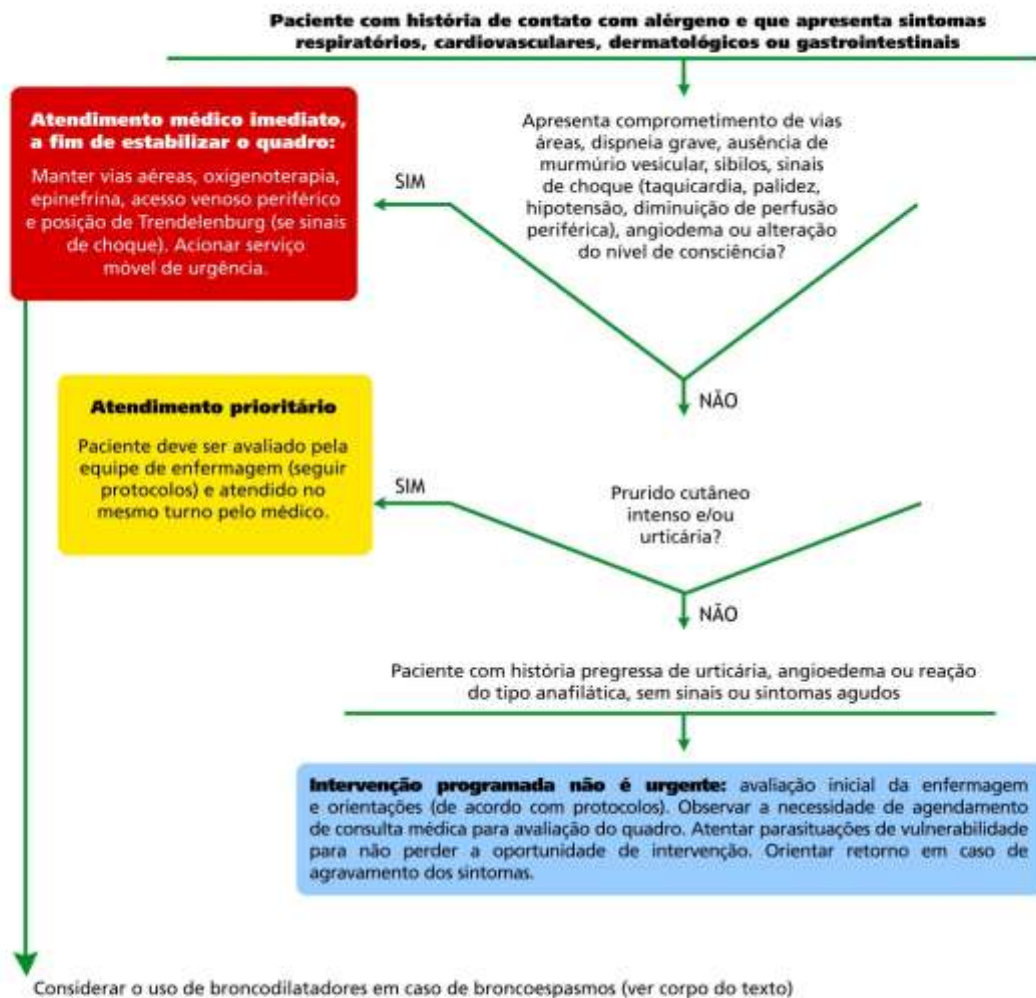 Paciente com história de contato com alérgeno e que apresenta sintomas
respiratórios, cardiovasculares, dermatológicos ou gastrointestinais
Atendimento médico imediato,
a fim de estabilizar o quadro:
Manter vias aéreas, oxigenoterapia,
epinefrina, acesso venoso periférico
e posição de Trendelenburg (se sinais
de choque). Acionar serviço
móvel de urgência.
SIM
Apresenta comprometimento de vias
áreas, dispneia grave, ausência de
murmúrio vesicular, sibilos, sinais
de choque (taquicardia, palidez,
hipotensão, diminuição de perfusão
periférica), angiodema ou alteração
do nível de consciência?
NÃO
Atendimento prioritário
Paciente deve ser avaliado pela
equipe de enfermagem (seguir
protocolos) e atendido no
mesmo turno pelo médico.
SIM
Prurido cutâneo
intenso e/ou
urticária?
NÃO
Paciente com história pregressa de urticária, angioedema ou reação
do tipo anafilática, sem sinais ou sintomas agudos
Intervenção programada não é urgente: avaliação inicial da enfermagem
e orientações (de acordo com protocolos). Observar a necessidade de agendamento
de consulta médica para avaliação do quadro. Atentar parasituações de vulnerabilidade
para não perder a oportunidade de intervenção. Orientar retorno em caso de
agravamento dos sintomas.
Considerar o uso de broncodilatadores em caso de broncoespasmos (ver corpo do texto)